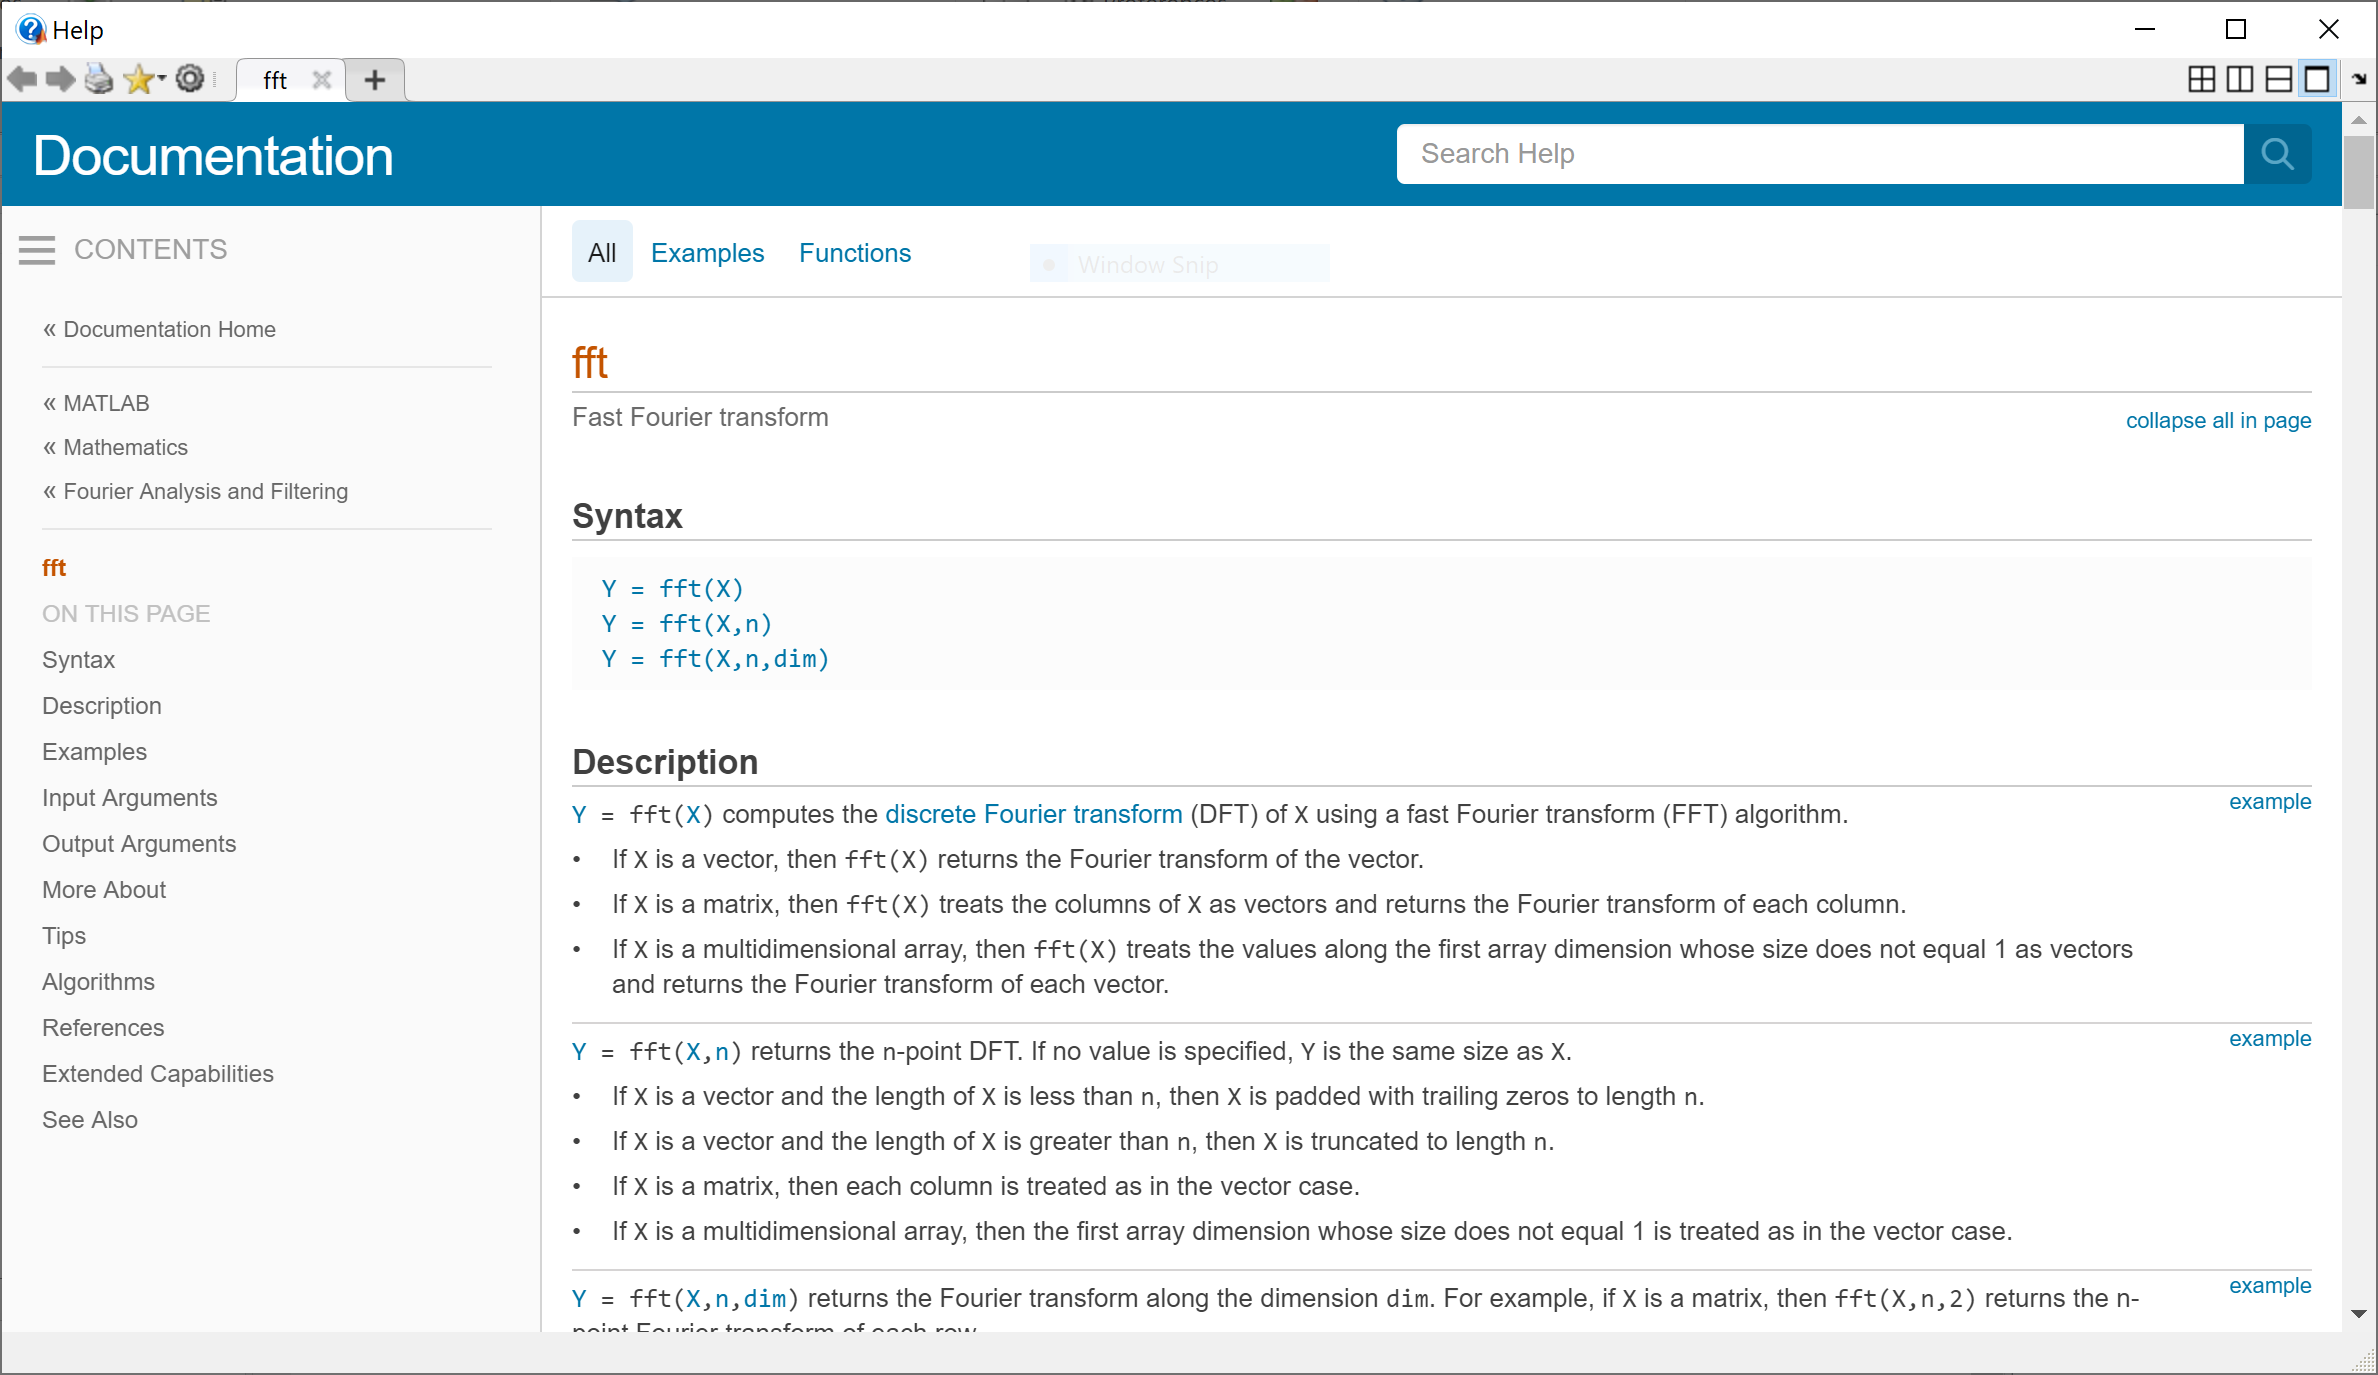 Help
fft
Documentation
Search Help
CONTENTS
All Examples Functions
Window Snip
« Documentation Home
« MATLAB
« Mathematics
« Fourier Analysis and Filtering
fft
ON THIS PAGE
Syntax
Description
Examples
Input Arguments
Output Arguments
More About
Tips
Algorithms
References
Extended Capabilities
See Also
fft
Fast Fourier transform
collapse all in page
Syntax
Y = fft(X)
Y = fft(X,n)
Y = fft(X,n,dim)
Description
Y = fft(X) computes the discrete Fourier transform (DFT) of X using a fast Fourier transform (FFT) algorithm.
example
• If X is a vector, then fft(X) returns the Fourier transform of the vector.
• If X is a matrix, then fft(X) treats the columns of X as vectors and returns the Fourier transform of each column.
• If X is a multidimensional array, then fft(X) treats the values along the first array dimension whose size does not equal 1 as vectors
and returns the Fourier transform of each vector.
Y = fft(X,n) returns the n-point DFT. If no value is specified, Y is the same size as X.
example
• If X is a vector and the length of X is less than n, then X is padded with trailing zeros to length n.
• If X is a vector and the length of X is greater than n, then X is truncated to length n.
• If X is a matrix, then each column is treated as in the vector case.
• If X is a multidimensional array, then the first array dimension whose size does not equal 1 is treated as in the vector case.
Y = fft(X,n,dim) returns the Fourier transform along the dimension dim. For example, if X is a matrix, then fft(X,n,2) returns the n-
example
point Fourier transform of each row